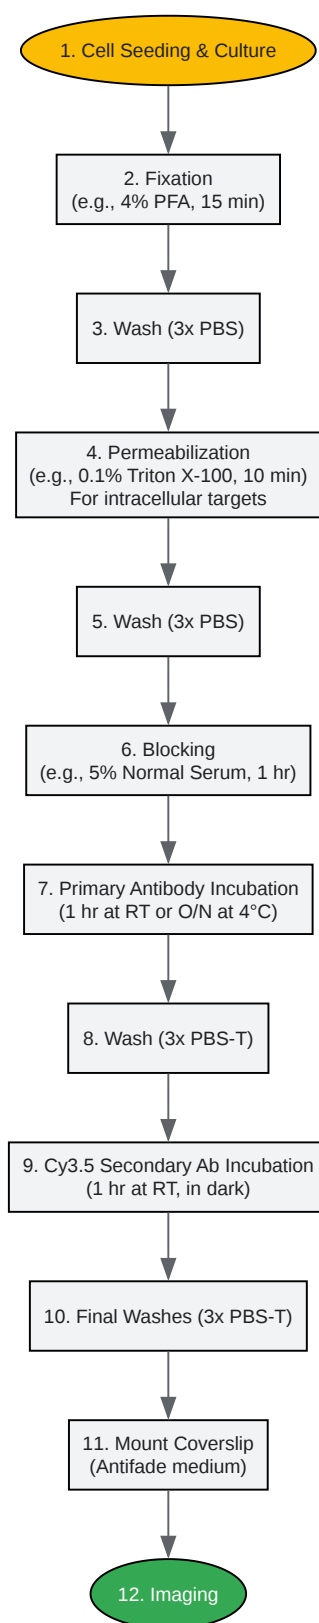 1. Cell Seeding & Culture
2. Fixation
(e.g., 4% PFA, 15 min)
3. Wash (3x PBS)
4. Permeabilization
(e.g., 0.1% Triton X-100, 10 min)
For intracellular targets
5. Wash (3x PBS)
6. Blocking
(e.g., 5% Normal Serum, 1 hr)
7. Primary Antibody Incubation
(1 hr at RT or O/N at 4°C)
8. Wash (3x PBS-T)
9. Cy3.5 Secondary Ab Incubation
(1 hr at RT, in dark)
10. Final Washes (3x PBS-T)
11. Mount Coverslip
(Antifade medium)
12. Imaging